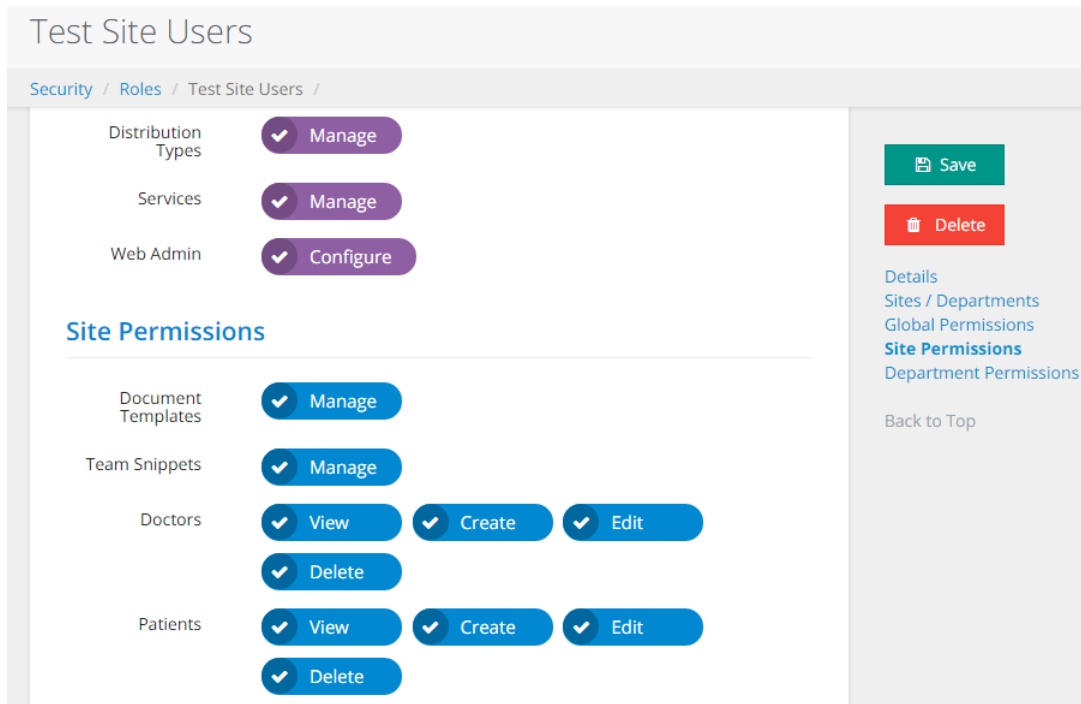 Test Site Users
Security / Roles / Test Site Users /
Distribution
Types
Manage
Services
Manage
Web Admin
Configure
Site Permissions
Document
Templates
Manage
Team Snippets
Manage
Doctors
View Create Edit
Delete
Patients
View Create Edit
Delete
Save
Delete
Details
Sites / Departments
Global Permissions
Site Permissions
Department Permissions
Back to Top